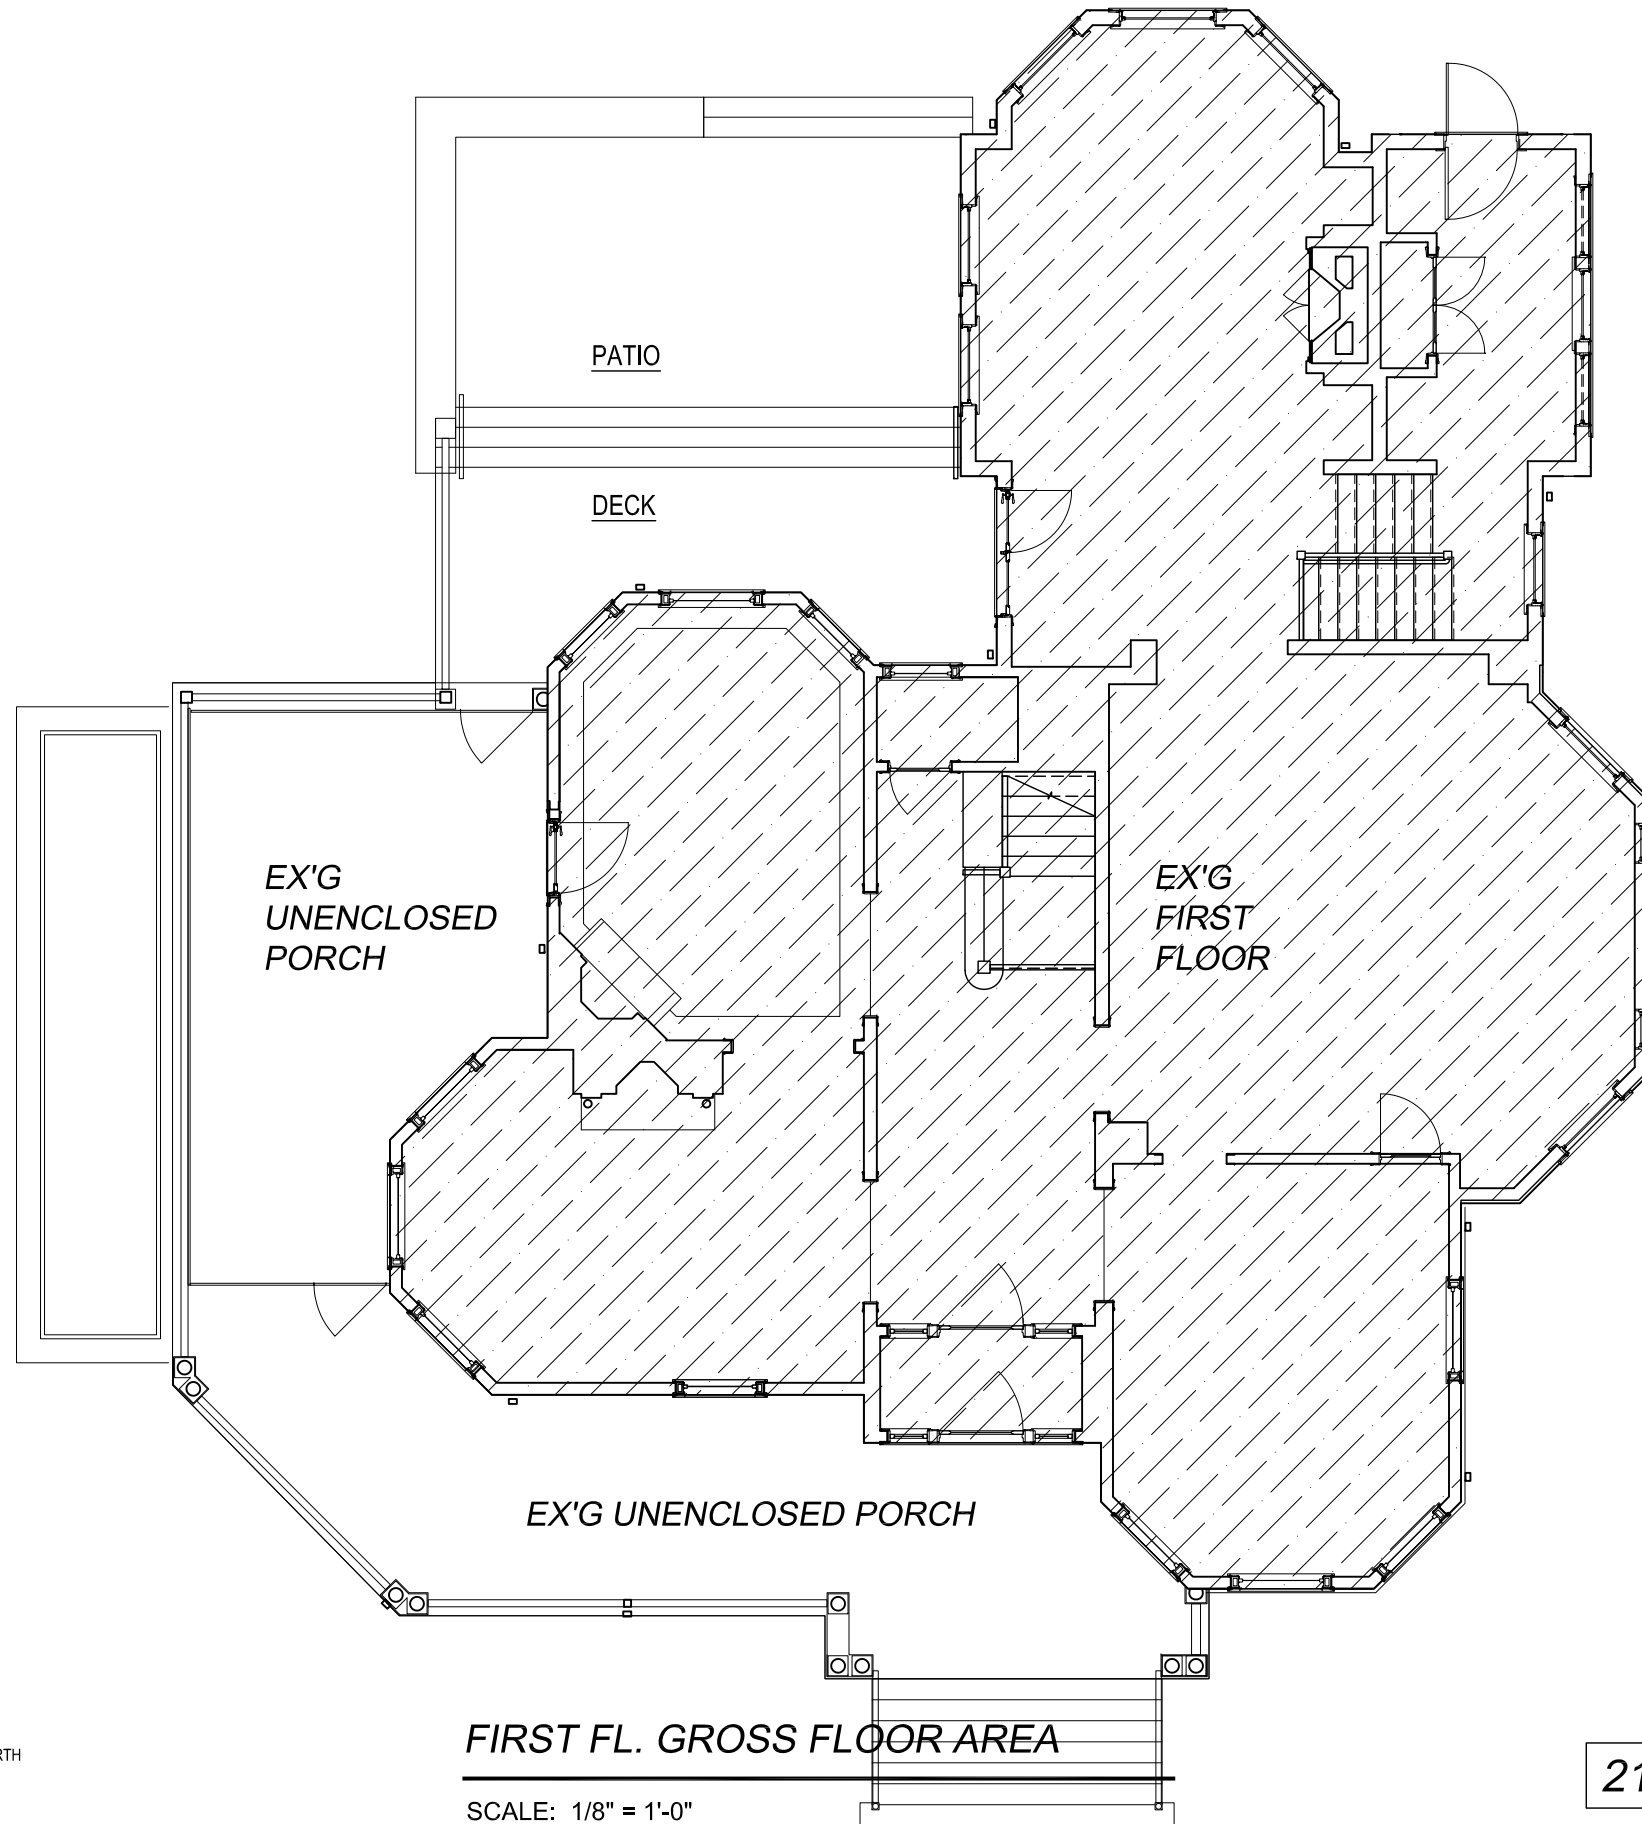 PATIO
DECK
EX'G
UNENCLOSED
PORCH
EX'G
FIRST
FLOOR
EX'G UNENCLOSED PORCH
FIRST FL. GROSS FLOOR AREA
SCALE: 1/8" = 1'-0"